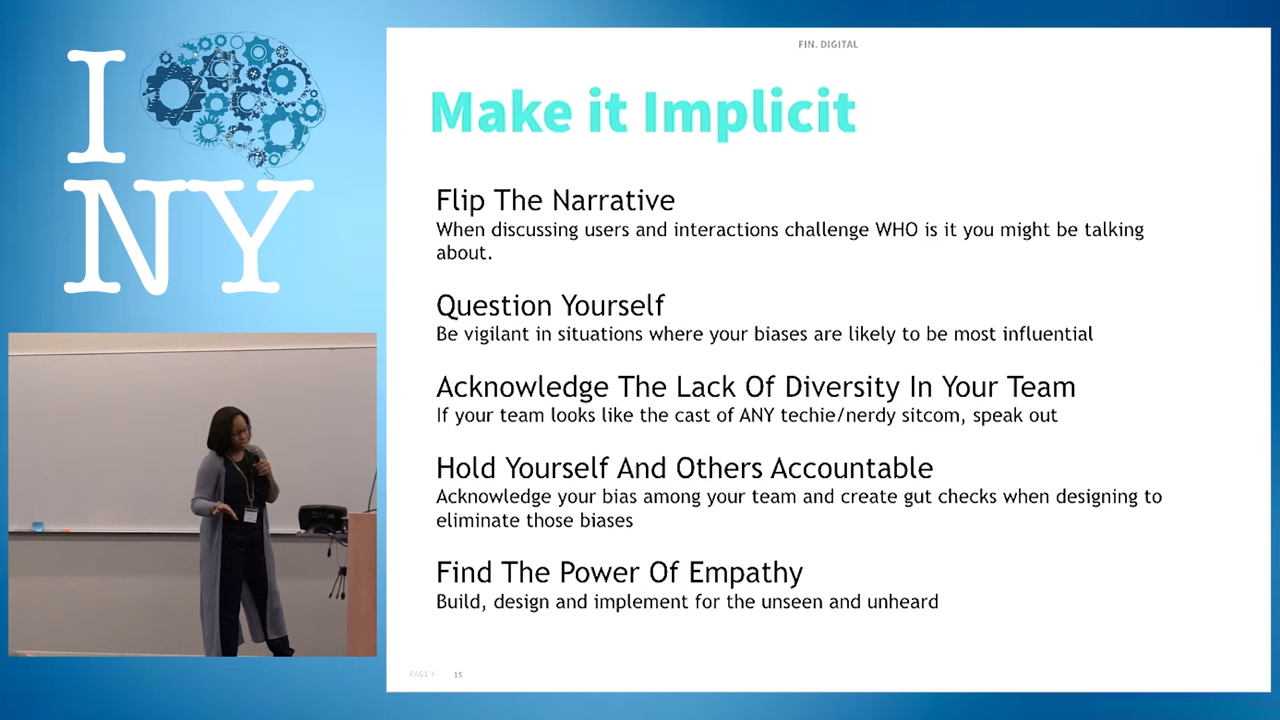 I
NY
FIN. DIGITAL
Make it Implicit
Flip The Narrative
When discussing users and interactions challenge WHO is it you might be talking
about.
Question Yourself
Be vigilant in situations where your biases are likely to be most influential
Acknowledge The Lack Of Diversity In Your Team
If your team looks like the cast of ANY techie/nerdy sitcom, speak out
Hold Yourself And Others Accountable
Acknowledge your bias among your team and create gut checks when designing to
eliminate those biases
Find The Power Of Empathy
Build, design and implement for the unseen and unheard
PAGE # 15